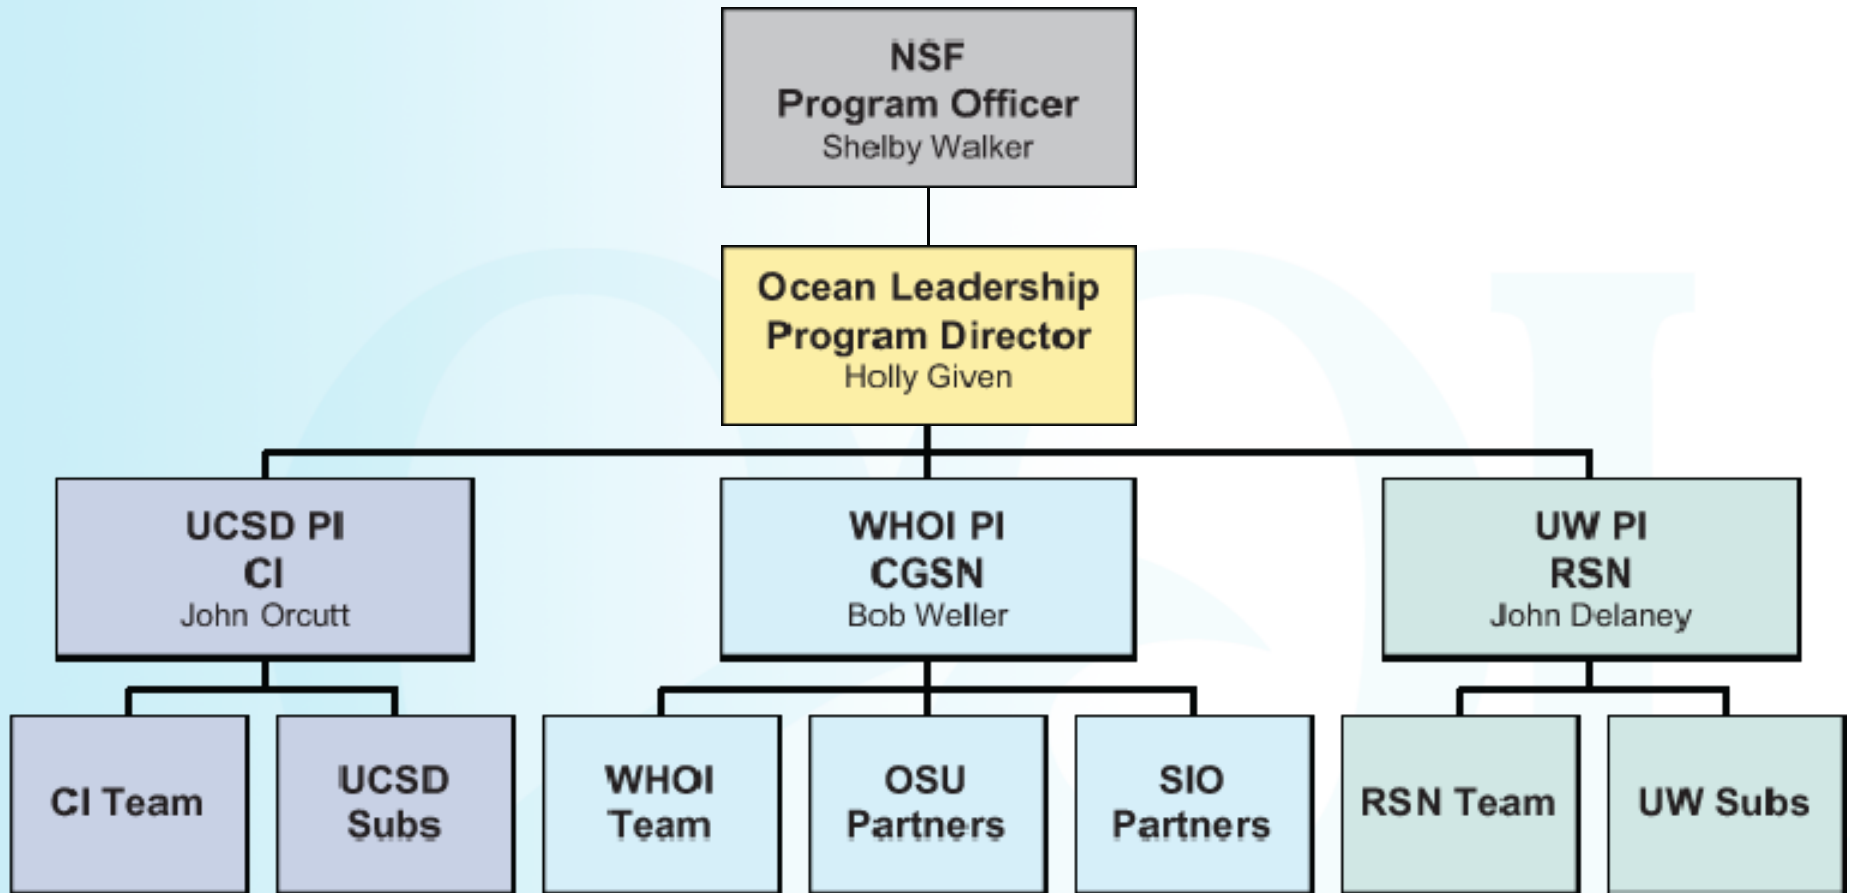 NSF
Program Officer
Shelby Walker
Ocean Leadership
Program Director
Holly Given
UCSD PI
CI
John Orcutt
WHOI PI
CGSN
Bob Weller
UW PI
RSN
John Delaney
CI Team
UCSD
Subs
WHOI
Team
OSU
Partners
SIO
Partners
RSN Team
UW Subs
OOI